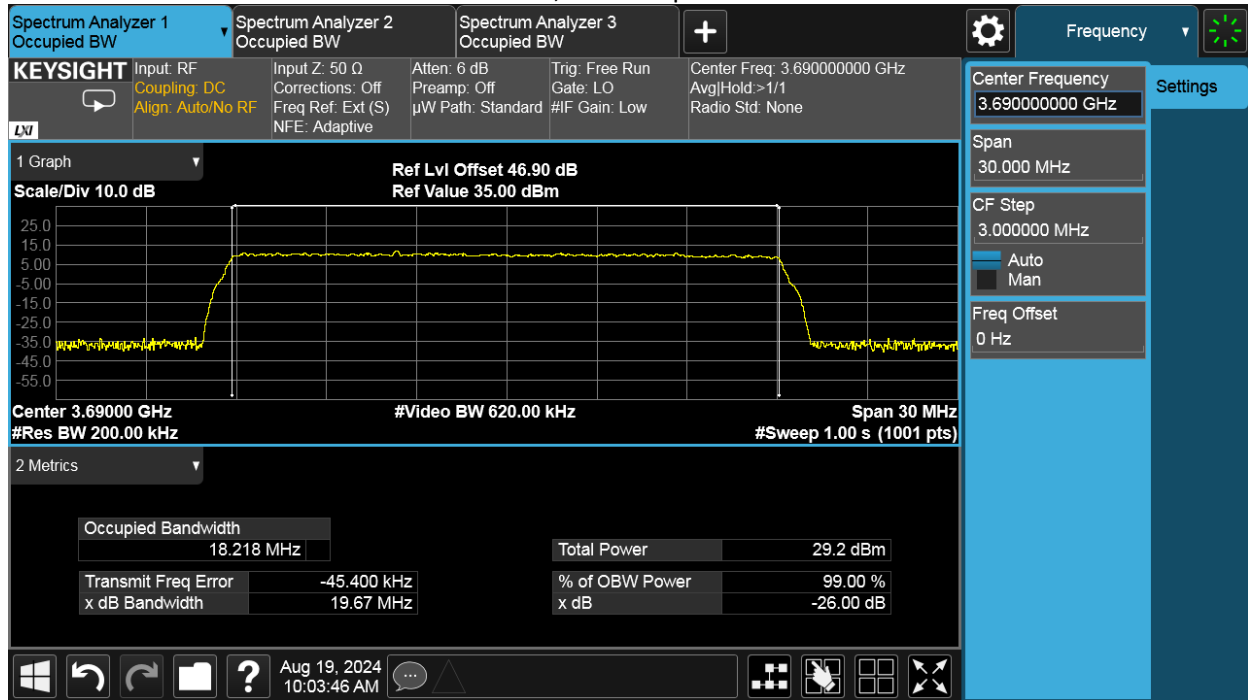 Spectrum Analyzer 1
Occupied BW
Spectrum Analyzer 2
Occupied BW
Spectrum Analyzer 3
Occupied BW
+
Frequency
KEYSIGHT
LXI
Input: RF
Coupling: DC
Align: Auto/No RF
Input Z: 50 Ω
Corrections: Off
Freq Ref: Ext (S)
NFE: Adaptive
Atten: 6 dB
Preamp: Off
µW Path: Standard
Trig: Free Run
Gate: LO
#IF Gain: Low
Center Freq: 3.690000000 GHz
Avg|Hold:>1/1
Radio Std: None
Center Frequency
3.690000000 GHz
Settings
Span
30.000 MHz
CF Step
3.000000 MHz
Auto
Man
Freq Offset
0 Hz
1 Graph
Scale/Div 10.0 dB
Ref Lvl Offset 46.90 dB
Ref Value 35.00 dBm
25.0
15.0
5.00
-5.00
-15.0
-25.0
-35.0
-45.0
-55.0
Center 3.69000 GHz
#Res BW 200.00 kHz
#Video BW 620.00 kHz
Span 30 MHz
#Sweep 1.00 s (1001 pts)
2 Metrics
Occupied Bandwidth
18.218 MHz
Total Power 29.2 dBm
Transmit Freq Error -45.400 kHz
% of OBW Power 99.00 %
x dB Bandwidth 19.67 MHz
x dB -26.00 dB
?
Aug 19, 2024
10:03:46 AM